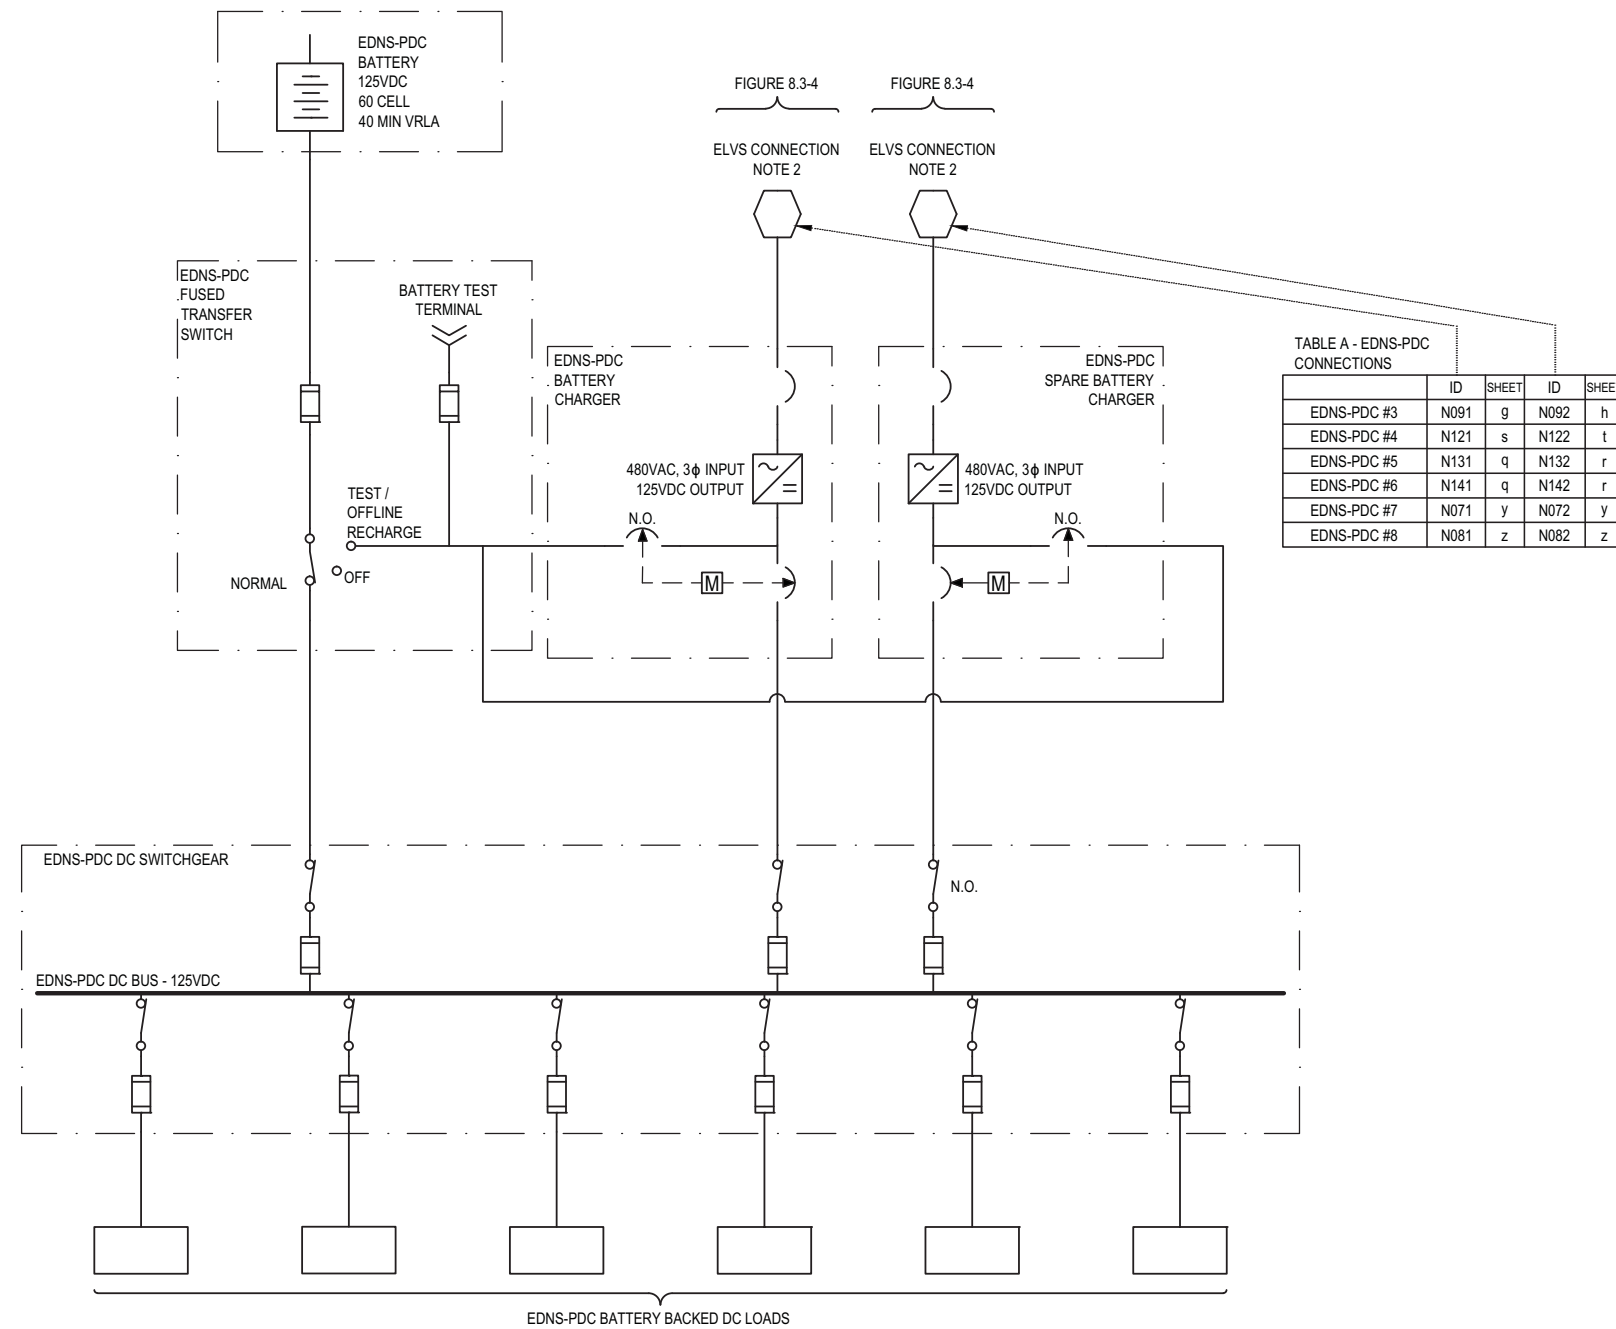 EDNS-PDC
BATTERY
125VDC
60 CELL
40 MIN VRLA
FIGURE 8.3-4
FIGURE 8.3-4
ELVS CONNECTION
NOTE 2
ELVS CONNECTION
NOTE 2
EDNS-PDC
FUSED
TRANSFER
SWITCH
BATTERY TEST
TERMINAL
EDNS-PDC
BATTERY
CHARGER
EDNS-PDC
SPARE BATTERY
CHARGER
TABLE A - EDNS-PDC
CONNECTIONS
ID SHEET ID SHEE
EDNS-PDC #3 N091 g N092 h
EDNS-PDC #4 N121 s N122 t
EDNS-PDC #5 N131 q N132 r
EDNS-PDC #6 N141 q N142 r
EDNS-PDC #7 N071 y N072 y
EDNS-PDC #8 N081 z N082 z
480VAC, 3ϕ INPUT
125VDC OUTPUT
480VAC, 3ϕ INPUT
125VDC OUTPUT
TEST /
OFFLINE
RECHARGE
N.O.
N.O.
NORMAL
OFF
M
M
EDNS-PDC DC SWITCHGEAR
N.O.
EDNS-PDC DC BUS - 125VDC
EDNS-PDC BATTERY BACKED DC LOADS